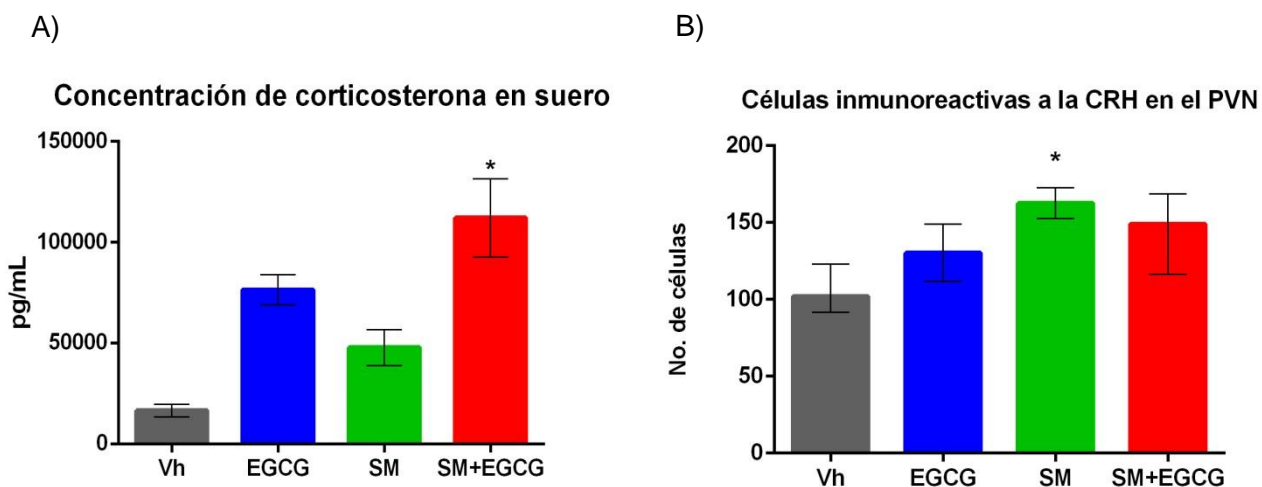 A)
Concentración de corticosterona en suero
150000
100000
50000
0
pg/mL
*
Vh EGCG SM SM+EGCG
B)
Células inmunoreactivas a la CRH en el PVN
200
150
100
50
0
No. de células
*
Vh EGCG SM SM+EGCG